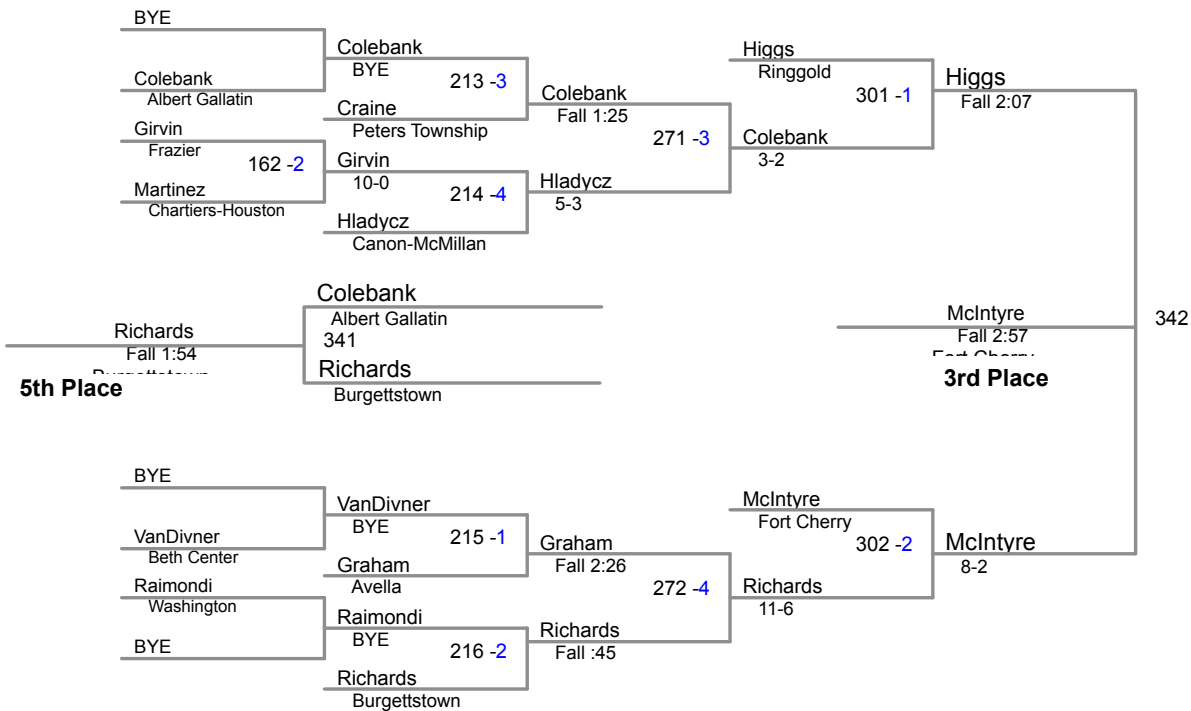 BYE
Colebank
BYE
Colebank
Albert Gallatin
213 -3
Craine
Peters Township
Colebank
Fall 1:25
Girvin
Frazier
162 -2
Martinez
Chartiers-Houston
Girvin
10-0
214 -4
Hladycz
Canon-McMillan
Hladycz
5-3
271 -3
Higgs
Ringgold
301 -1
Colebank
3-2
Higgs
Fall 2:07
Colebank
Albert Gallatin
Richards
Fall 1:54
Burgettstown
341
Richards
Burgettstown
5th Place
McIntyre
Fall 2:57
Fort Cherry
342
3rd Place
BYE
VanDivner
BYE
VanDivner
Beth Center
215 -1
Graham
Avella
Graham
Fall 2:26
Raimondi
Washington
BYE
Raimondi
BYE
216 -2
Richards
Burgettstown
Richards
Fall :45
272 -4
McIntyre
Fort Cherry
302 -2
Richards
11-6
McIntyre
8-2